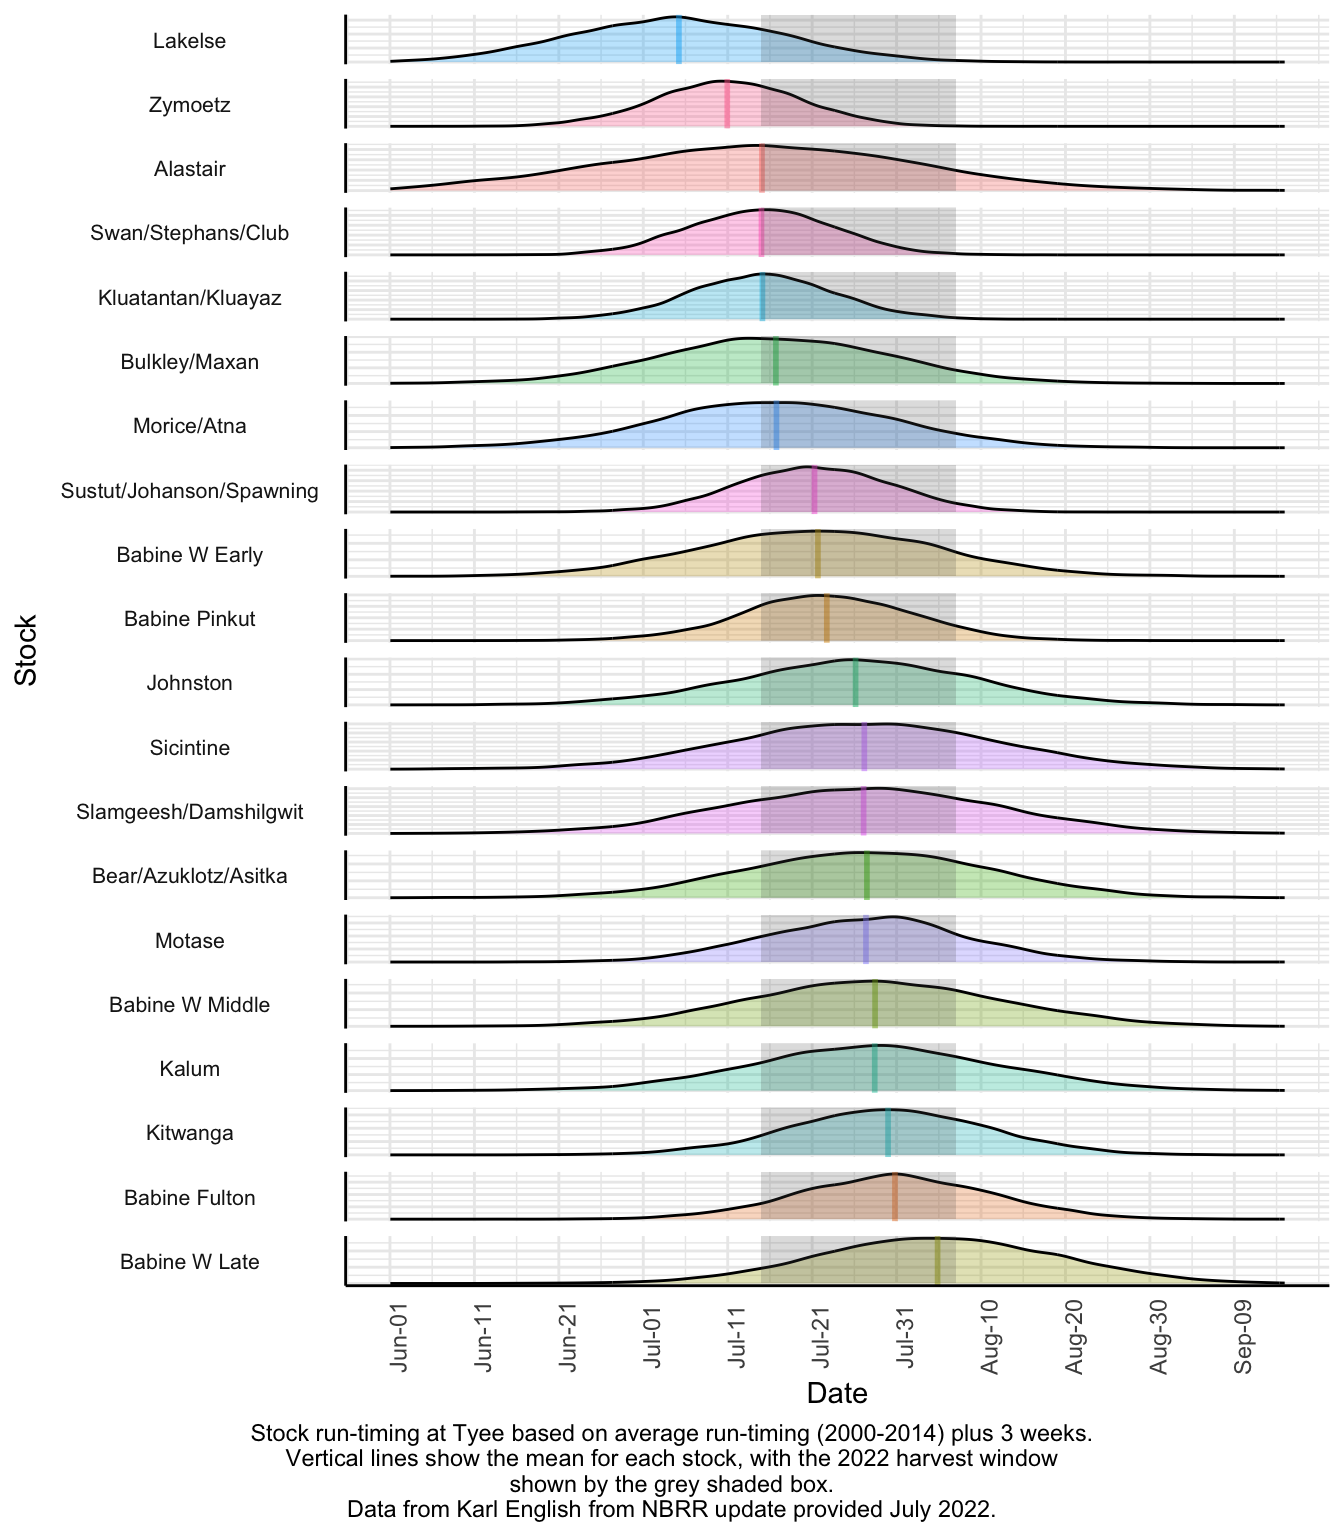 Lakelse
Zymoetz
Alastair
Swan/Stephans/Club
Kluatantan/Kluayaz
Bulkley/Maxan
Morice/Atna
Sustut/Johanson/Spawning
Babine W Early
Babine Pinkut
Johnston
Sicintine
Slamgeesh/Damshilgwit
Bear/Azuklotz/Asitka
Motase
Babine W Middle
Kalum
Kitwanga
Babine Fulton
Babine W Late
Stock
Jun-01
Jun-11
Jun-21
Jul-01
Jul-11
Jul-21
Jul-31
Aug-10
Aug-20
Aug-30
Sep-09
Date
Stock run-timing at Tyee based on average run-timing (2000-2014) plus 3 weeks.
Vertical lines show the mean for each stock, with the 2022 harvest window
shown by the grey shaded box.
Data from Karl English from NBRR update provided July 2022.